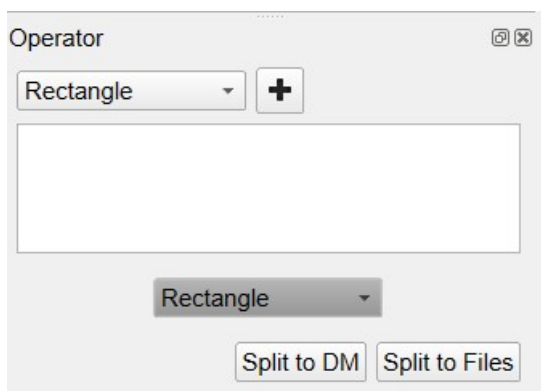 Operator
Rectangle
Rectangle
Split to DM Split to Files